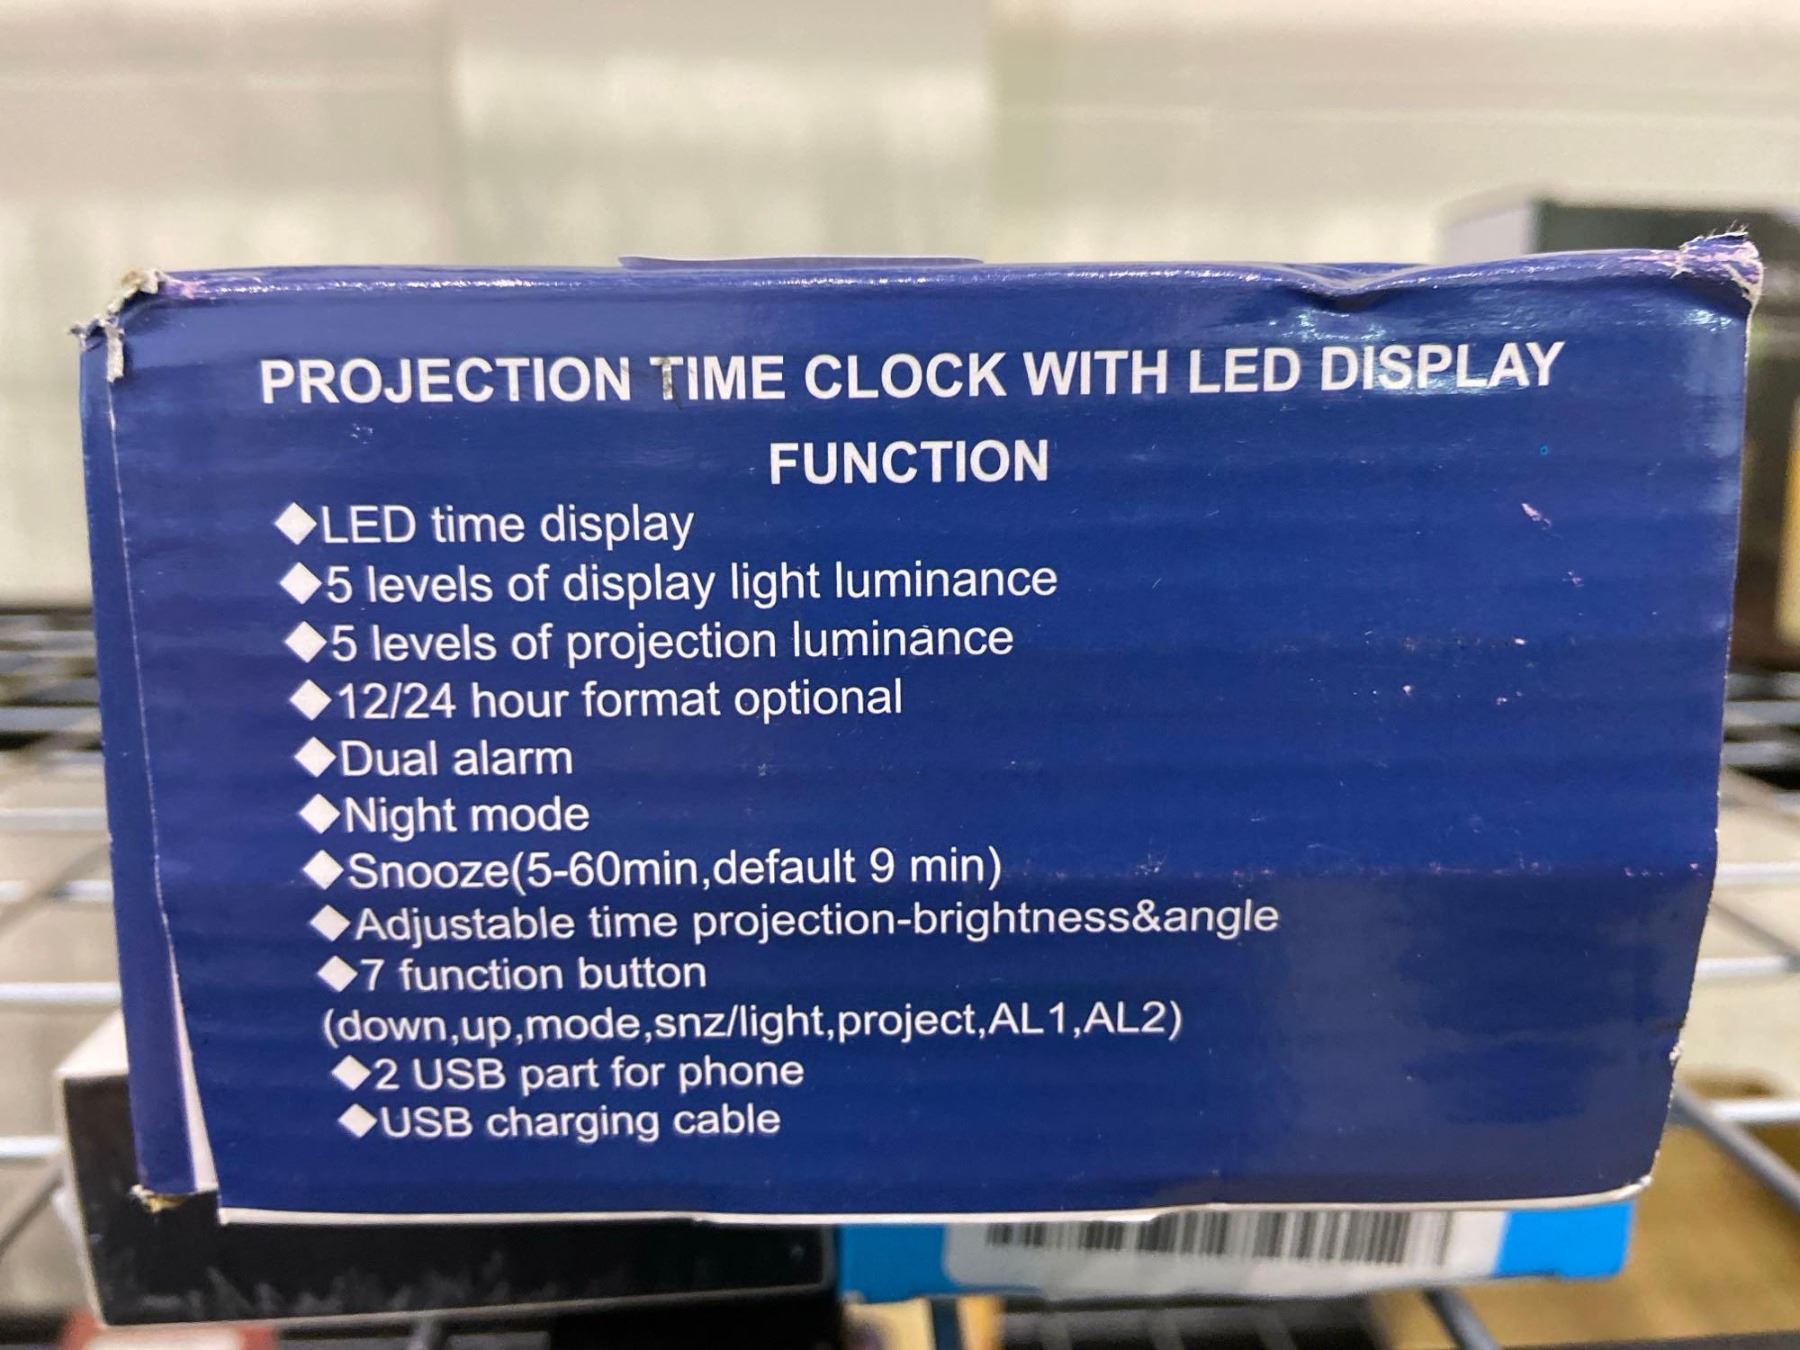 PROJECTION TIME CLOCK WITH LED DISPLAY
FUNCTION
◆LED time display
◆5 levels of display light luminance
◆5 levels of projection luminance
◆12/24 hour format optional
◆Dual alarm
◆Night mode
◆Snooze(5-60min,default 9 min)
◆Adjustable time projection-brightness&angle
◆7 function button
(down,up,mode,snz/light,project,AL1,AL2)
◆2 USB part for phone
◆USB charging cable